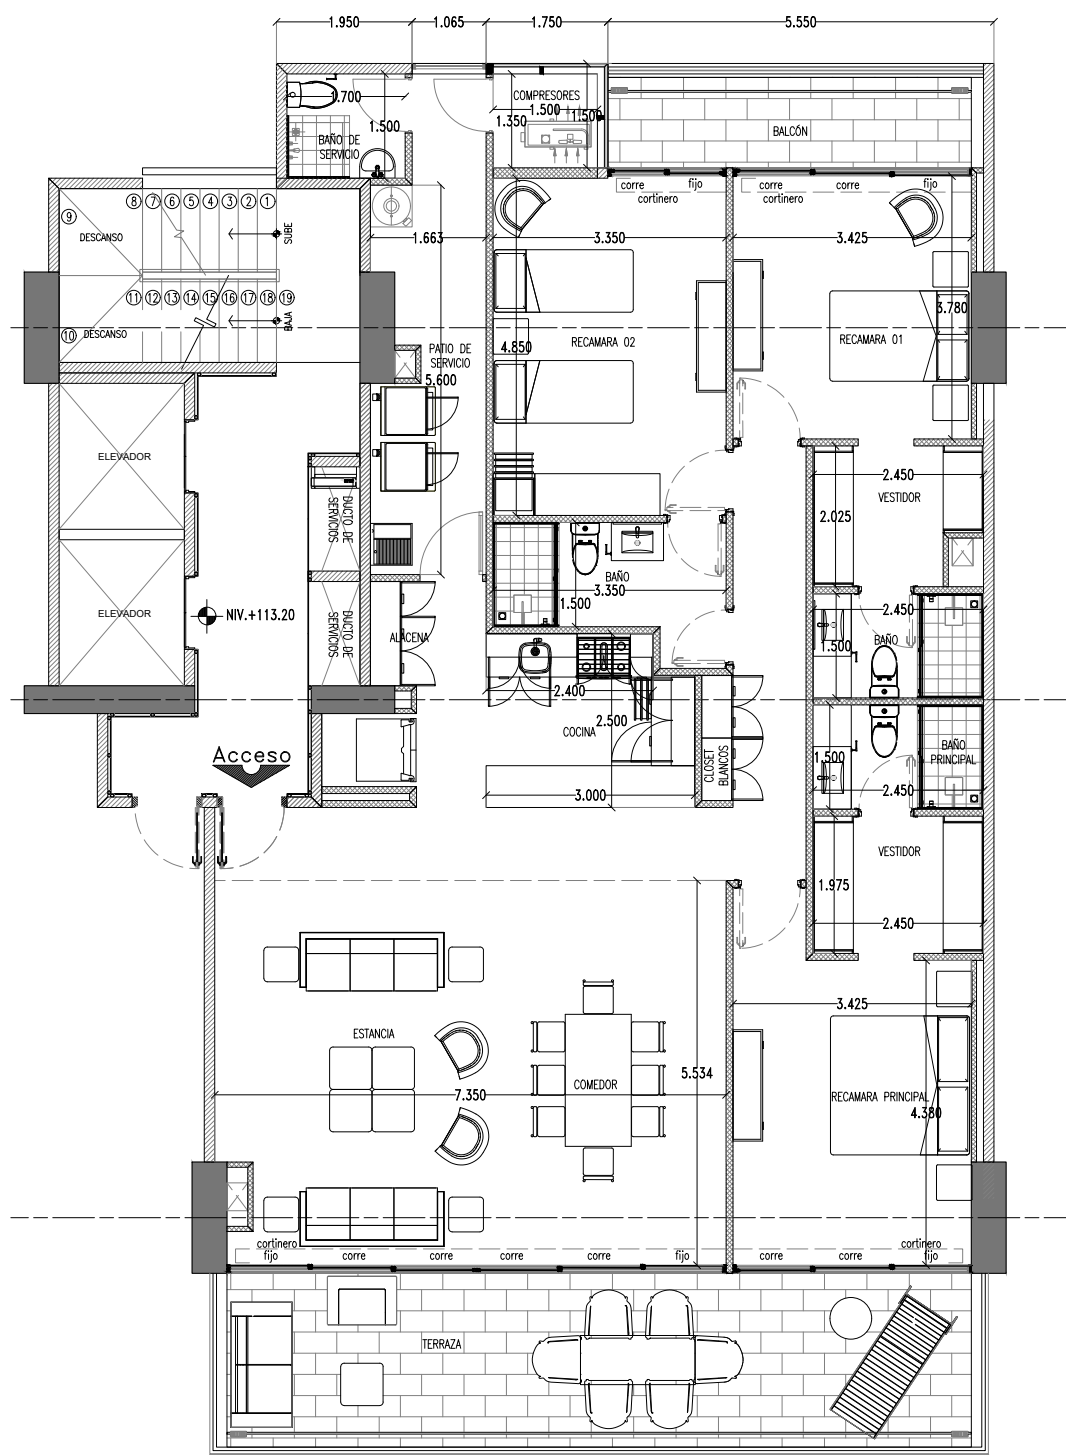 1.950
1.065
1.750
5.550
1.700
1.500
BAÑO DE
SERVICIO
COMPRESORES
1.500
1.350
1.500
BALCÓN
corre
fijo
cortinero
corre
corre
fijo
cortinero
8
7
6
5
4
3
2
1
9
DESCANSO
SUBE
11
12
13
14
15
16
17
18
19
10
DESCANSO
BAJA
1.663
3.350
3.425
3.780
PATIO DE
SERVICIO
5.600
4.850
RECAMARA 02
RECAMARA 01
ELEVADOR
2.450
VESTIDOR
2.025
DUCTO DE
SERVICIOS
BAÑO
3.350
1.500
ELEVADOR
NIV.+113.20
DUCTO DE
SERVICIOS
ALACENA
2.450
BAÑO
1.500
2.400
2.500
COCINA
CLOSET
BLANCOS
Acceso
BAÑO
PRINCIPAL
1.500
2.450
3.000
VESTIDOR
1.975
2.450
3.425
ESTANCIA
5.534
COMEDOR
7.350
RECAMARA PRINCIPAL
4.380
cortinero
fijo
corre
corre
corre
corre
fijo
corre
corre
cortinero
fijo
TERRAZA